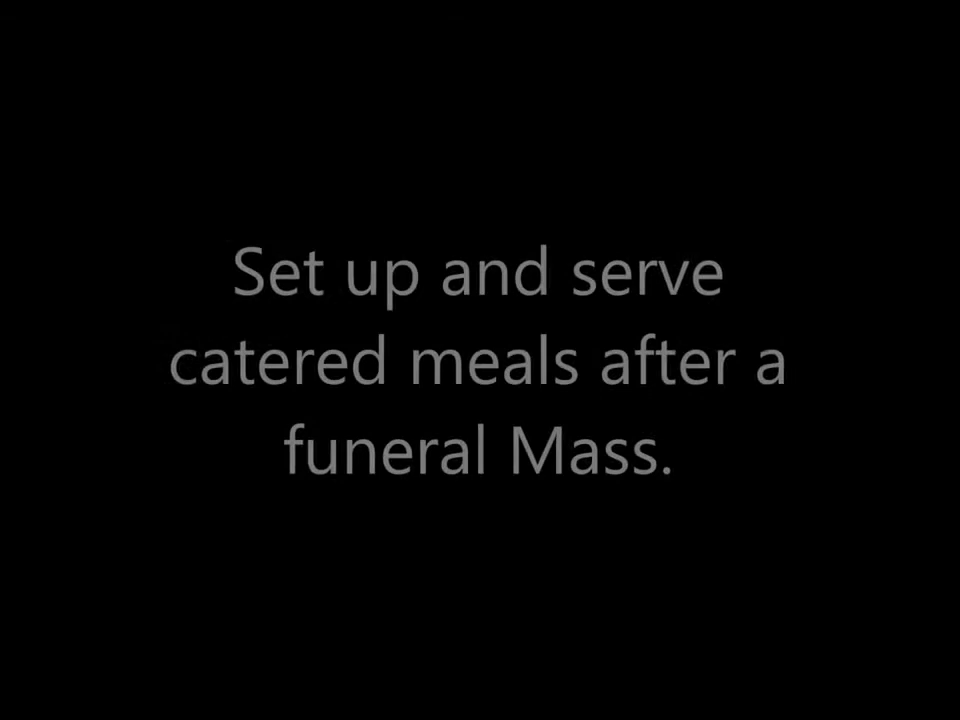 Set up and serve
catered meals after a
funeral Mass.